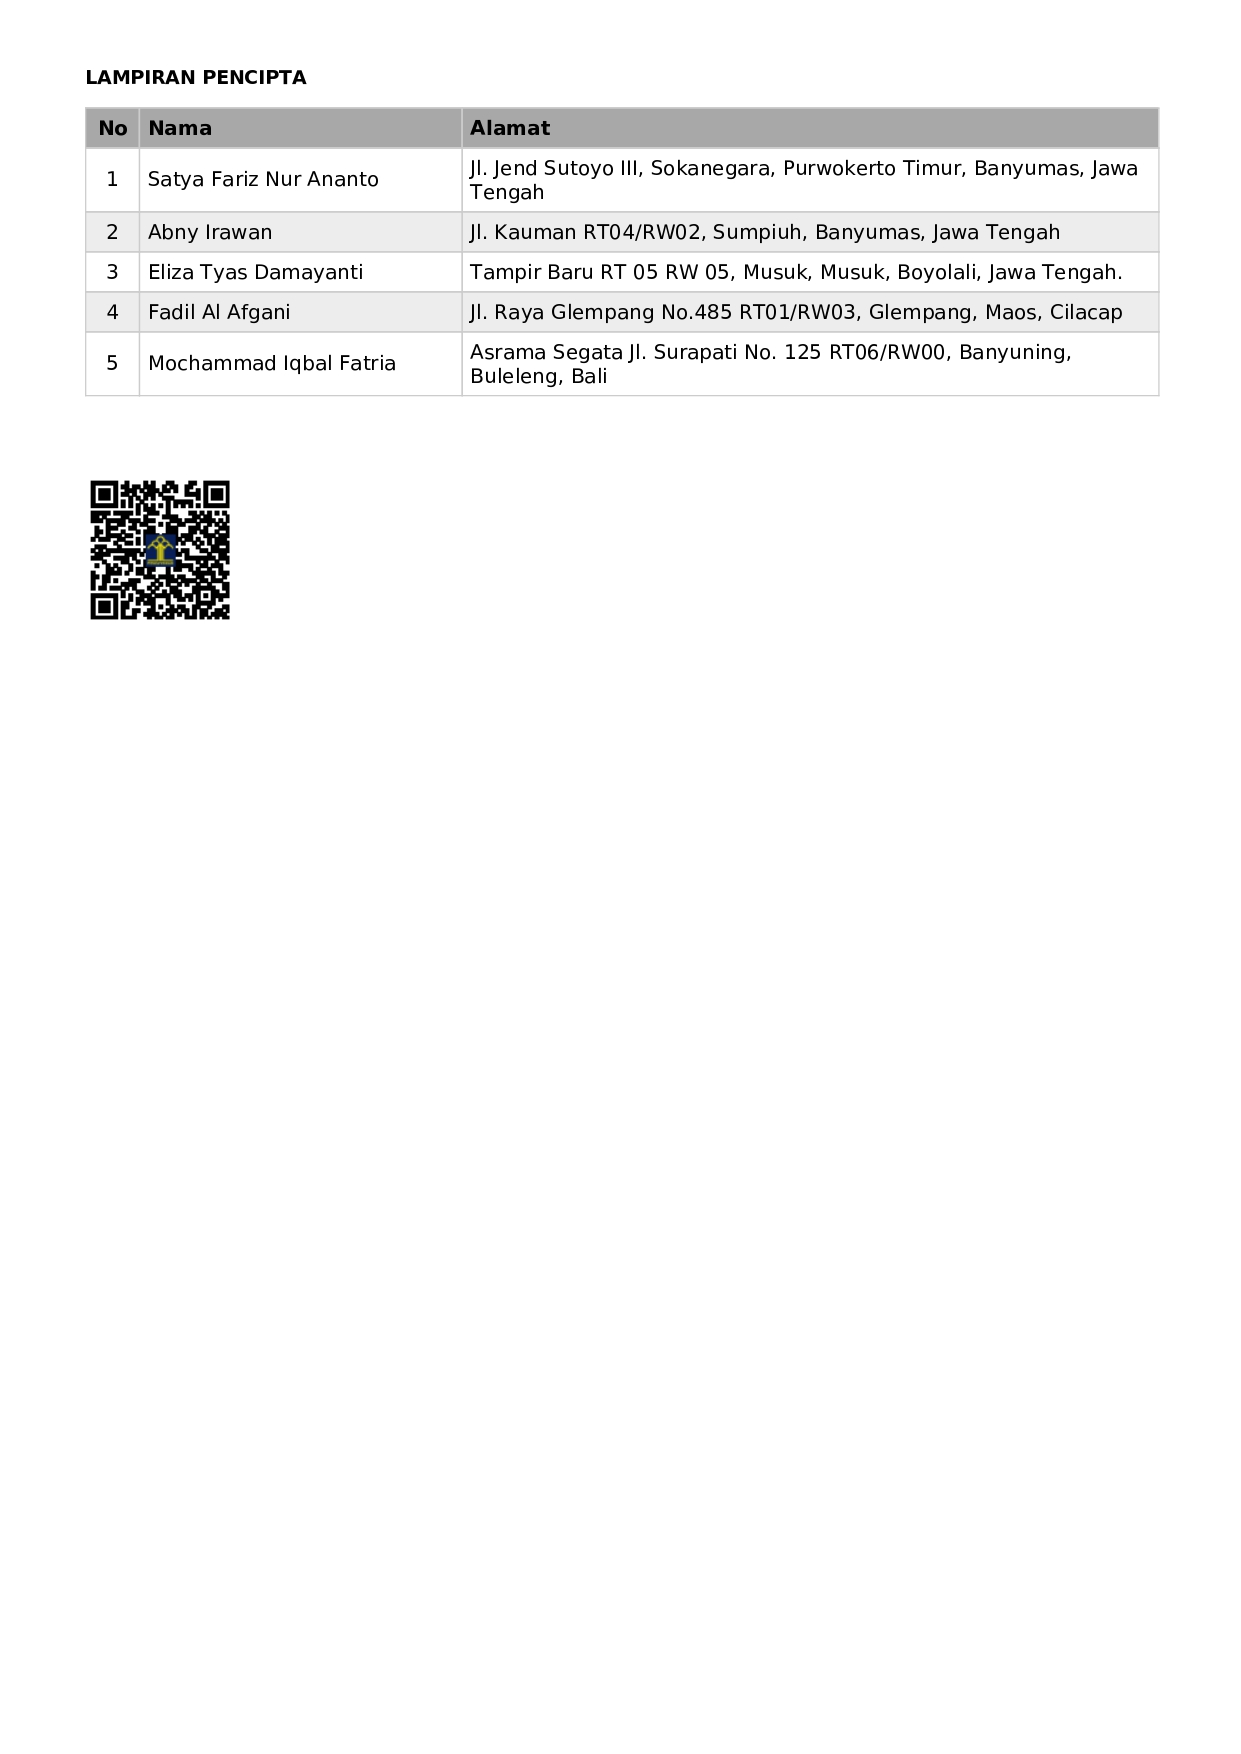 LAMPIRAN PENCIPTA
No Nama Alamat
1 Satya Fariz Nur Ananto Jl. Jend Sutoyo III, Sokanegara, Purwokerto Timur, Banyumas, Jawa
Tengah
2 Abny Irawan Jl. Kauman RT04/RW02, Sumpiuh, Banyumas, Jawa Tengah
3 Eliza Tyas Damayanti Tampir Baru RT 05 RW 05, Musuk, Musuk, Boyolali, Jawa Tengah.
4 Fadil Al Afgani Jl. Raya Glempang No.485 RT01/RW03, Glempang, Maos, Cilacap
5 Mochammad Iqbal Fatria Asrama Segata Jl. Surapati No. 125 RT06/RW00, Banyuning,
Buleleng, Bali